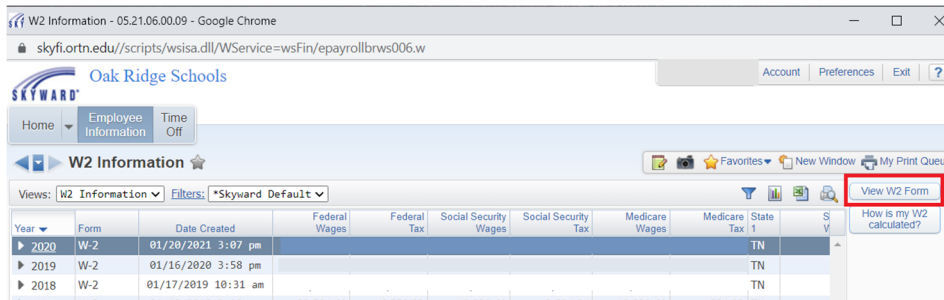 W2 Information - 05.21.06.00.09 - Google Chrome
skyfi.ortn.edu//scripts/wsisa.dll/WService=wsFin/epayrollbrws006.w
SKYWARD
Oak Ridge Schools
Account Preferences Exit ?
Home Employee Information Time Off
W2 Information
Favorites New Window My Print Queu
Views: W2 Information Filters: *Skyward Default
View W2 Form
How is my W2 calculated?
Year Form Date Created Federal Wages Federal Tax Social Security Wages Social Security Tax Medicare Wages Medicare Tax State 1 S W
2020 W-2 01/20/2021 3:07 pm TN
2019 W-2 01/16/2020 3:58 pm TN
2018 W-2 01/17/2019 10:31 am TN